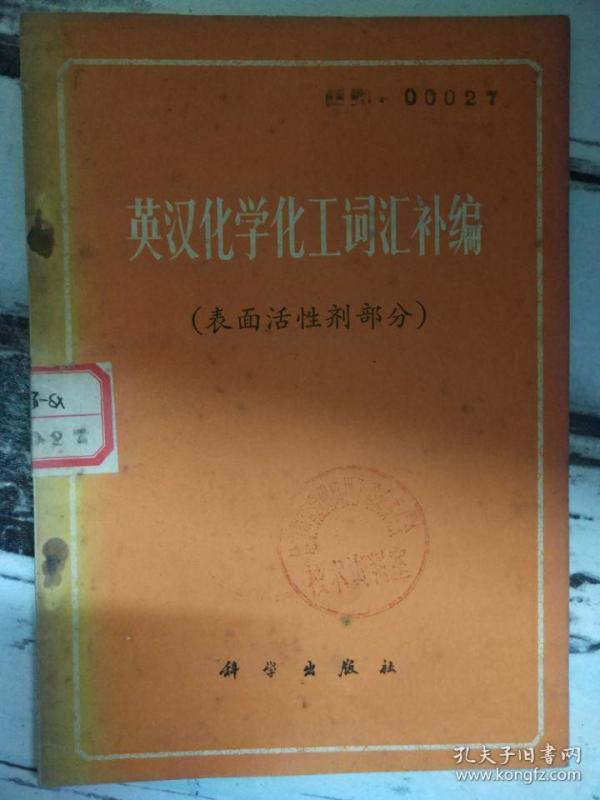 00027
英汉化学化工词汇补编
(表面活性剂部分)
027
科学出版社
孔夫子旧书网
www.kongfz.com